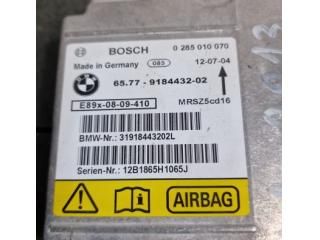 BOSCH 0 285 010 070
Made in Germany 083 12-07-04
65.77 - 9184432-02
E89x-08-09-410 MRSZ5cd16
BMW-Nr.: 31918443202L
Serien-Nr.: 12B1865H1065J
AIRBAG